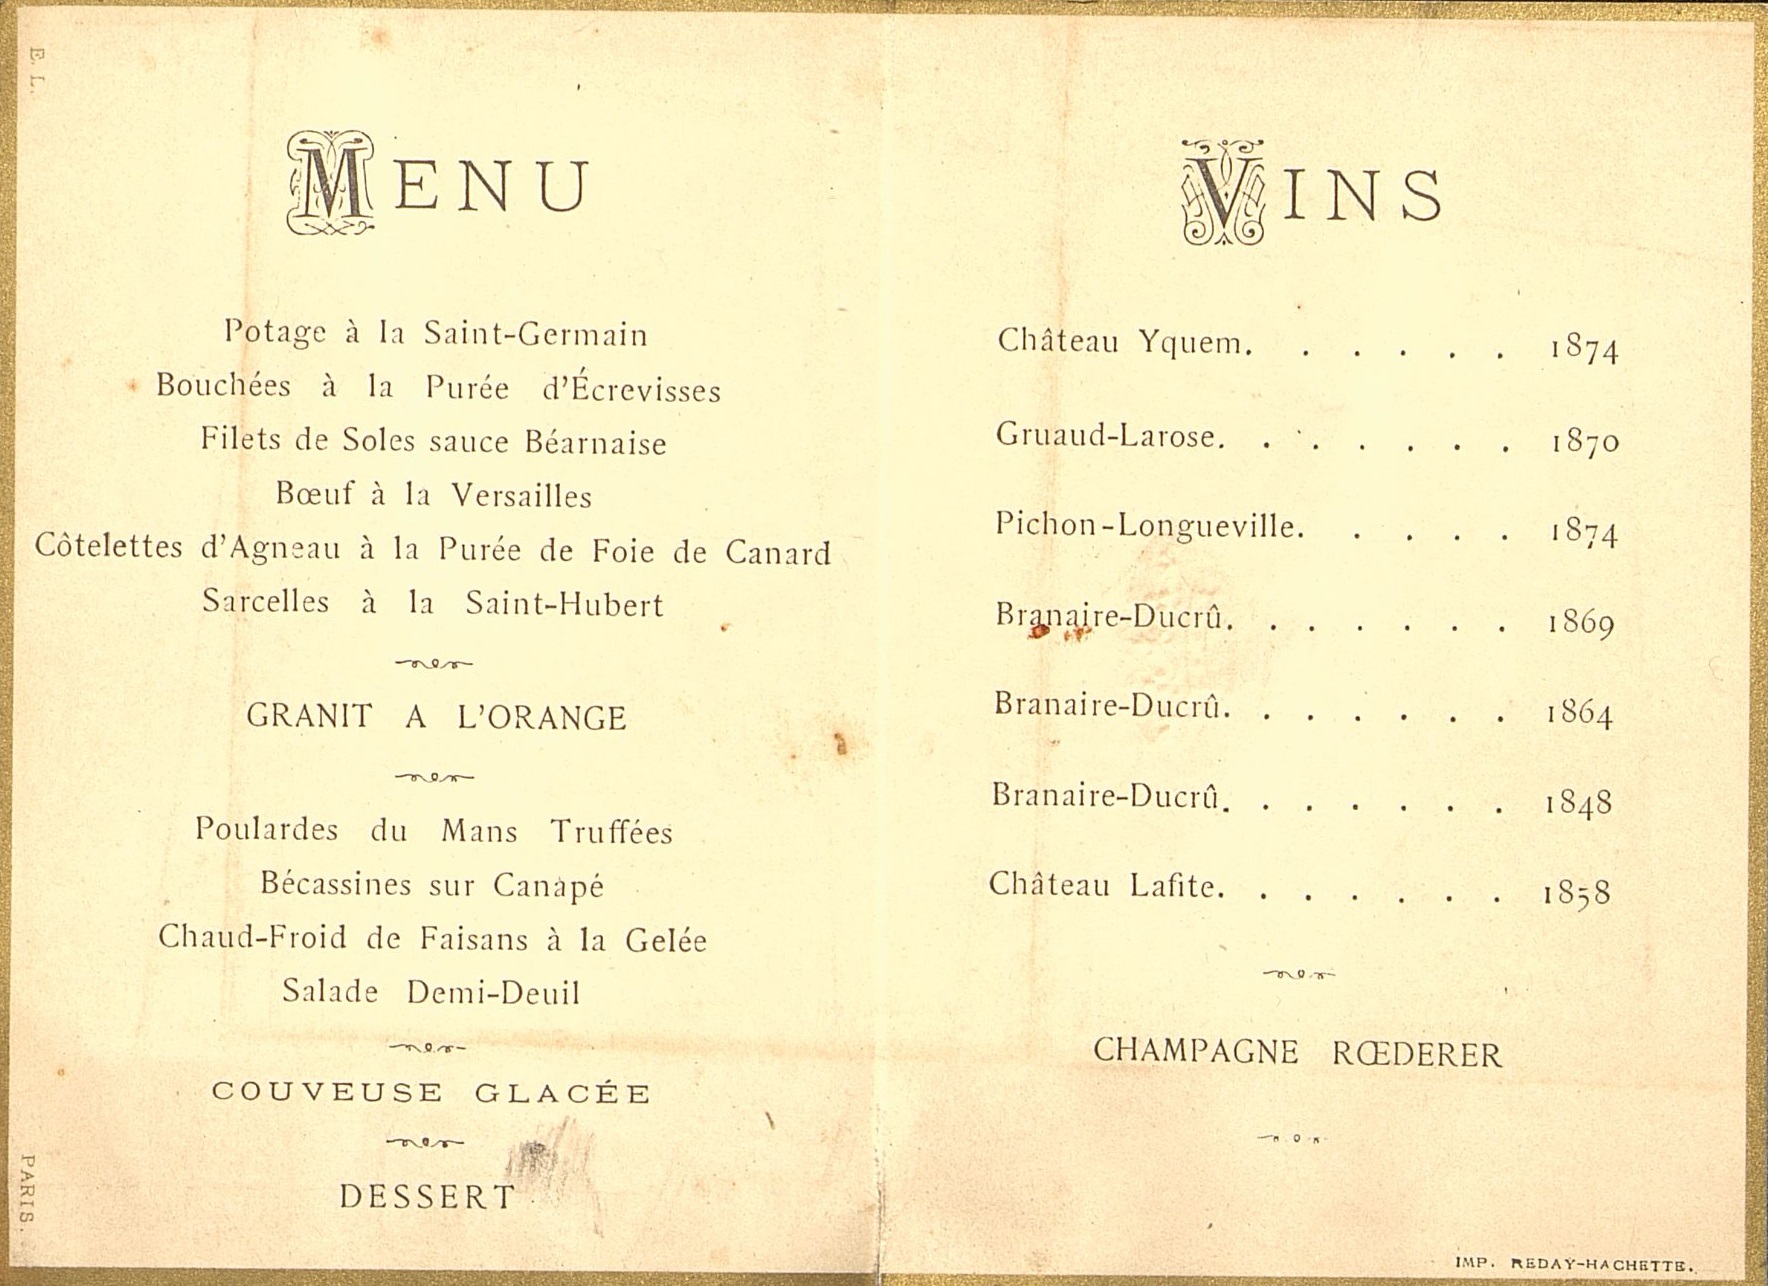 E. L.
MENU
Potage à la Saint-Germain
Bouchées à la Purée d'Écrevisses
Filets de Soles sauce Béarnaise
Bœuf à la Versailles
Côtelettes d'Agneau à la Purée de Foie de Canard
Sarcelles à la Saint-Hubert
GRANIT A L'ORANGE
Poulardes du Mans Truffées
Bécassines sur Canapé
Chaud-Froid de Faisans à la Gelée
Salade Demi-Deuil
COUVEUSE GLACÉE
DESSERT
PARIS.
VINS
Château Yquem. . . . . . 1874
Gruaud-Larose. . . . . . . 1870
Pichon-Longueville. . . . . 1874
Branaire-Ducrû. . . . . . . 1869
Branaire-Ducrû. . . . . . . 1864
Branaire-Ducrû. . . . . . . 1848
Château Lafite. . . . . . . 1858
CHAMPAGNE RŒDERER
IMP. REDAY-HACHETTE.